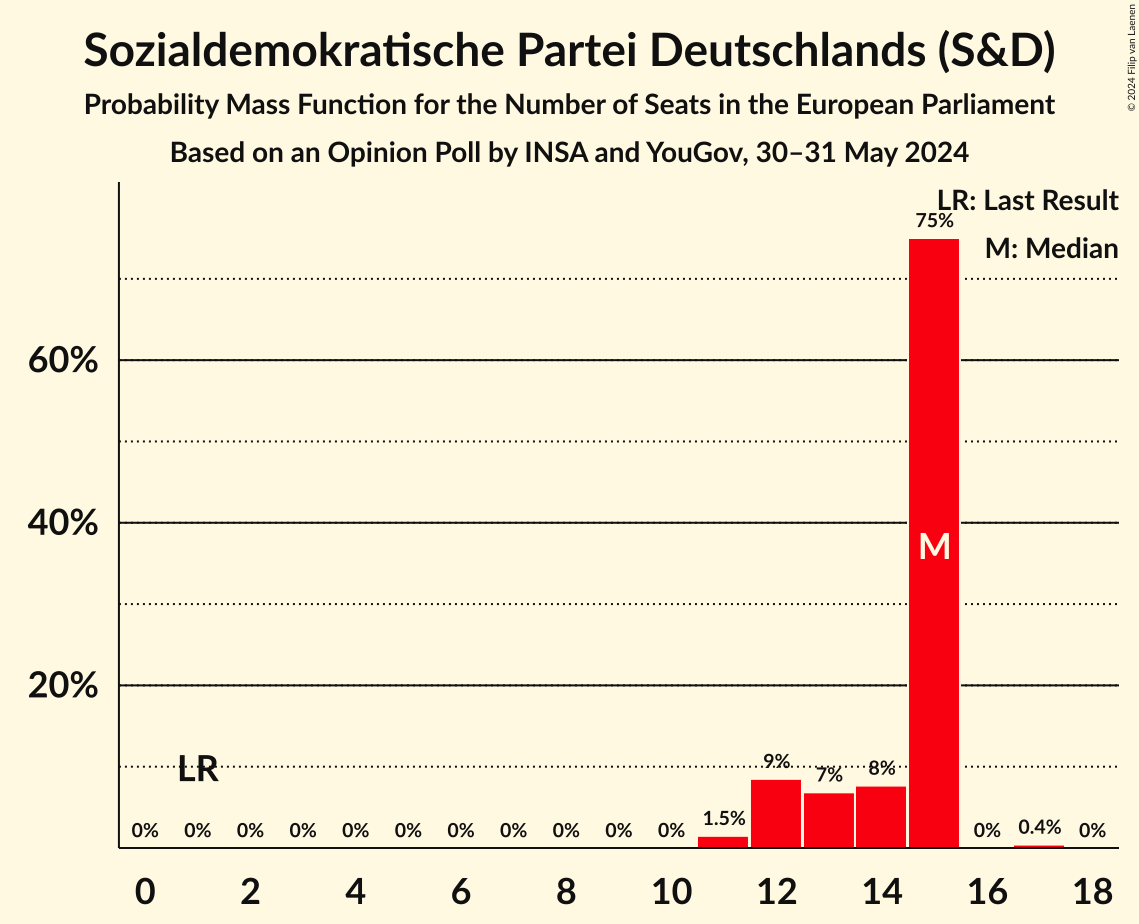 Sozialdemokratische Partei Deutschlands (S&D)
Probability Mass Function for the Number of Seats in the European Parliament
Based on an Opinion Poll by INSA and YouGov, 30–31 May 2024
© 2024 Filip van Laenen
LR: Last Result
M: Median
75%
60%
40%
M
20%
LR
9%
7%
8%
0% 0% 0% 0% 0% 0% 0% 0% 0% 0% 0% 1.5% 0% 0.4% 0%
0 2 4 6 8 10 12 14 16 18